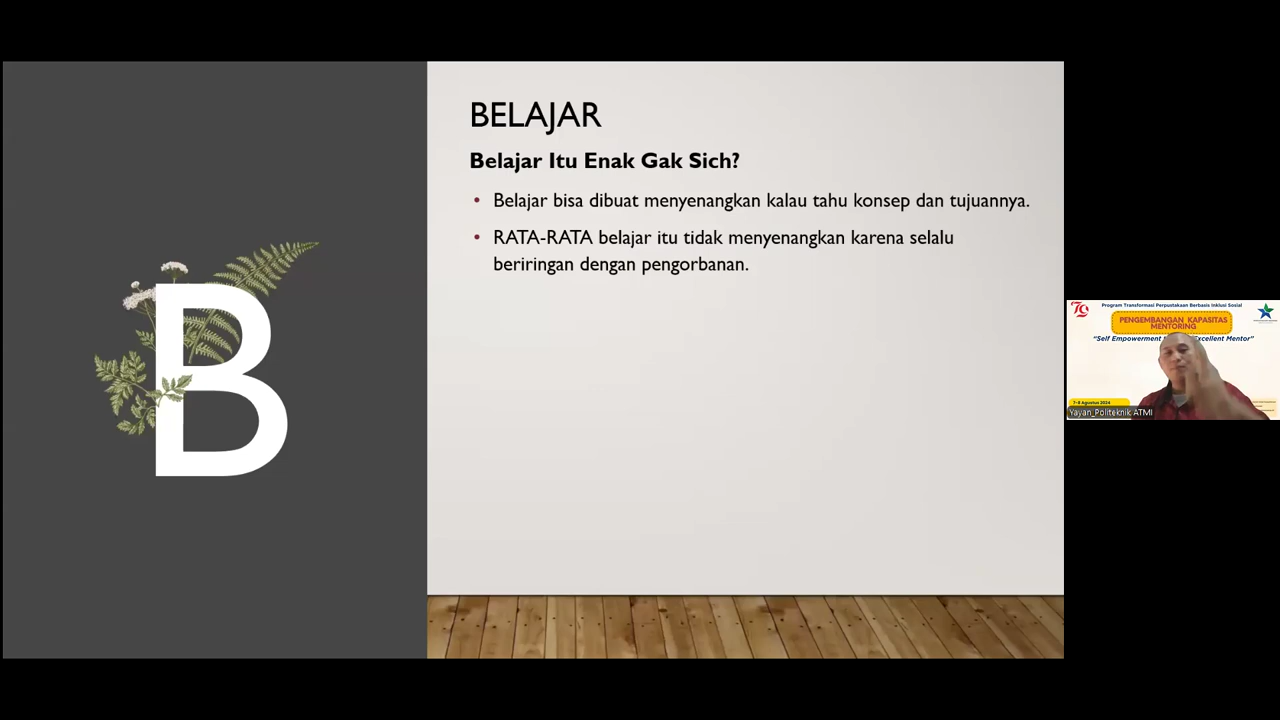 BELAJAR
Belajar Itu Enak Gak Sich?
• Belajar bisa dibuat menyenangkan kalau tahu konsep dan tujuannya.
• RATA-RATA belajar itu tidak menyenangkan karena selalu
beriringan dengan pengorbanan.
B
79
Program Transformasi Perpustakaan Berbasis Inklusi Sosial
PENGEMBANGAN KAPASITAS
MENTORING
"Self Empowerment Excellent Mentor"
7-8 Agustus 2024
Yayan_Politeknik ATMI